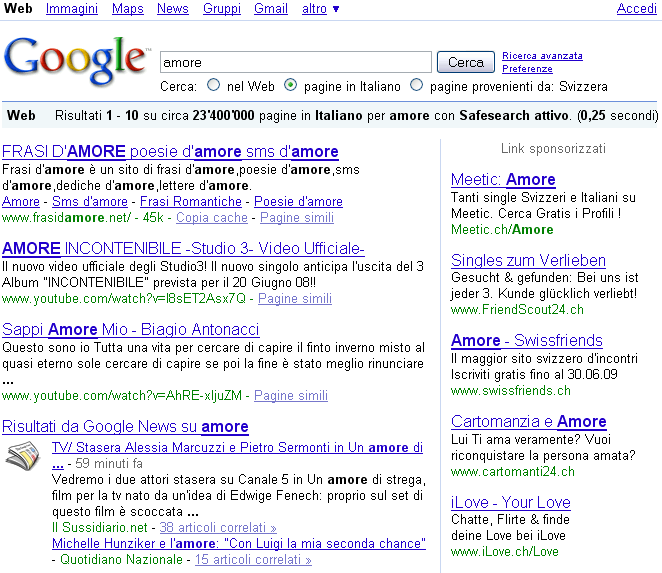 Web Immagini Maps News Gruppi Gmail altro ▼ Accedi
Google™
amore
Cerca
Ricerca avanzata
Preferenze
Cerca: nel Web pagine in Italiano pagine provenienti da: Svizzera
Web Risultati 1 - 10 su circa 23'400'000 pagine in Italiano per amore con Safesearch attivo. (0,25 secondi)
FRASI D'AMORE poesie d'amore sms d'amore
Frasi d'amore è un sito di frasi d'amore,poesie d'amore,sms
d'amore,dediche d'amore,lettere d'amore.
Amore - Sms d'amore - Frasi Romantiche - Poesie d'amore
www.frasidamore.net/ - 45k - Copia cache - Pagine simili
AMORE INCONTENIBILE -Studio 3- Video Ufficiale-
Il nuovo video ufficiale degli Studio3! Il nuovo singolo anticipa l'uscita del 3
Album "INCONTENIBILE" prevista per il 20 Giugno 08!!
www.youtube.com/watch?v=I8sET2Asx7Q - Pagine simili
Sappi Amore Mio - Biagio Antonacci
Questo sono io Tutta una vita per cercare di capire il finto inverno misto al
quasi eterno sole cercare di capire se poi la fine è stato meglio rinunciare
...
www.youtube.com/watch?v=AhRE-xIjuZM - Pagine simili
Risultati da Google News su amore
TV/ Stasera Alessia Marcuzzi e Pietro Sermonti in Un amore di
... - 59 minuti fa
Vedremo i due attori stasera su Canale 5 in Un amore di strega,
film per la tv nato da un'idea di Edwige Fenech: proprio sul set di
questo film è scoccata ...
Il Sussidiario.net - 38 articoli correlati »
Michelle Hunziker e l'amore: "Con Luigi la mia seconda chance"
- Quotidiano Nazionale - 15 articoli correlati »
Link sponsorizzati
Meetic: Amore
Tanti single Svizzeri e Italiani su
Meetic. Cerca Gratis i Profili !
Meetic.ch/Amore
Singles zum Verlieben
Gesucht & gefunden: Bei uns ist
jeder 3. Kunde glücklich verliebt!
www.FriendScout24.ch
Amore - Swissfriends
Il maggior sito svizzero d'incontri
Iscriviti gratis fino al 30.06.09
www.swissfriends.ch
Cartomanzia e Amore
Lui Ti ama veramente? Vuoi
riconquistare la persona amata?
www.cartomanti24.ch
iLove - Your Love
Chatte, Flirte & finde
deine Love bei iLove
www.iLove.ch/Love